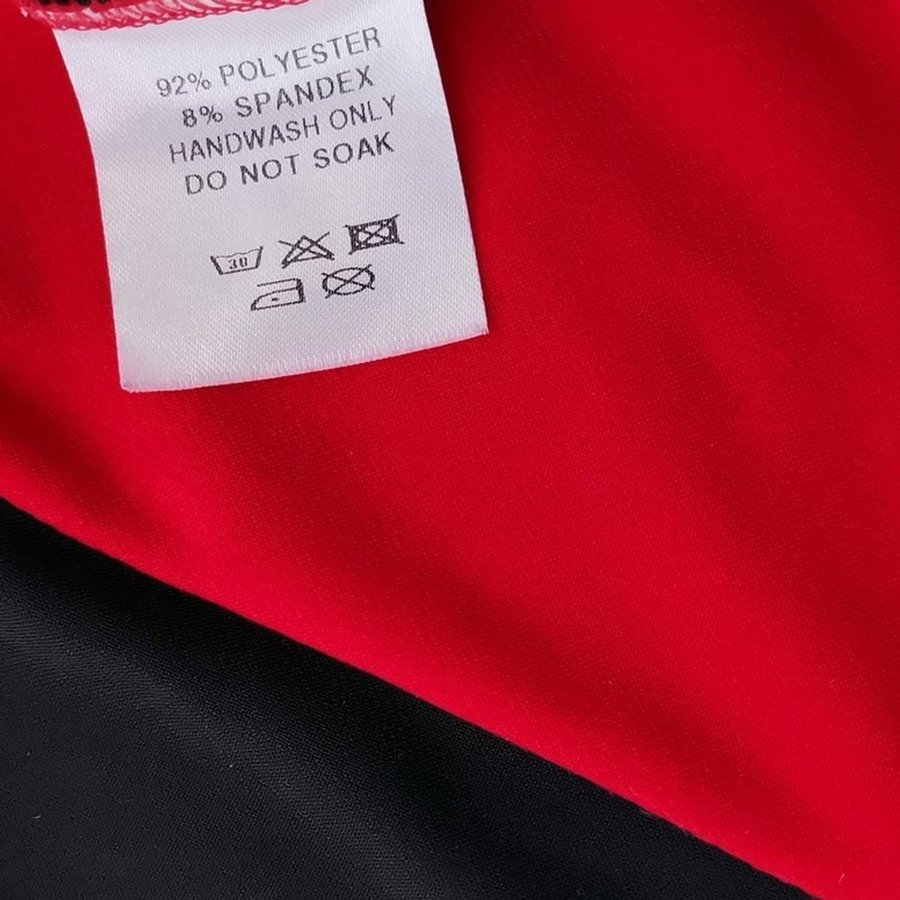 92% POLYESTER
8% SPANDEX
HANDWASH ONLY
DO NOT SOAK
30